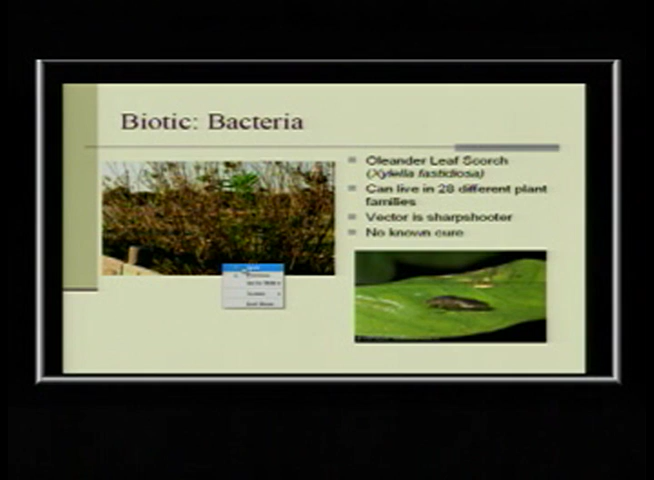 Biotic: Bacteria
Oleander Leaf Scorch
(Xylella fastidiosa)
Can live in 28 different plant
families
Vector is sharpshooter
No known cure